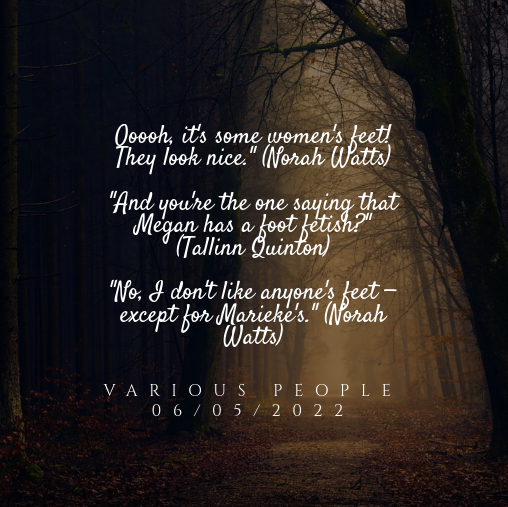 Ooooh, it's some women's feet!
They look nice." (Norah Watts)
"And you're the one saying that
Megan has a foot fetish?"
(Tallinn Quinton)
"No, I don't like anyone's feet –
except for Marieke's." (Norah
Watts)
VARIOUS PEOPLE
06/05/2022